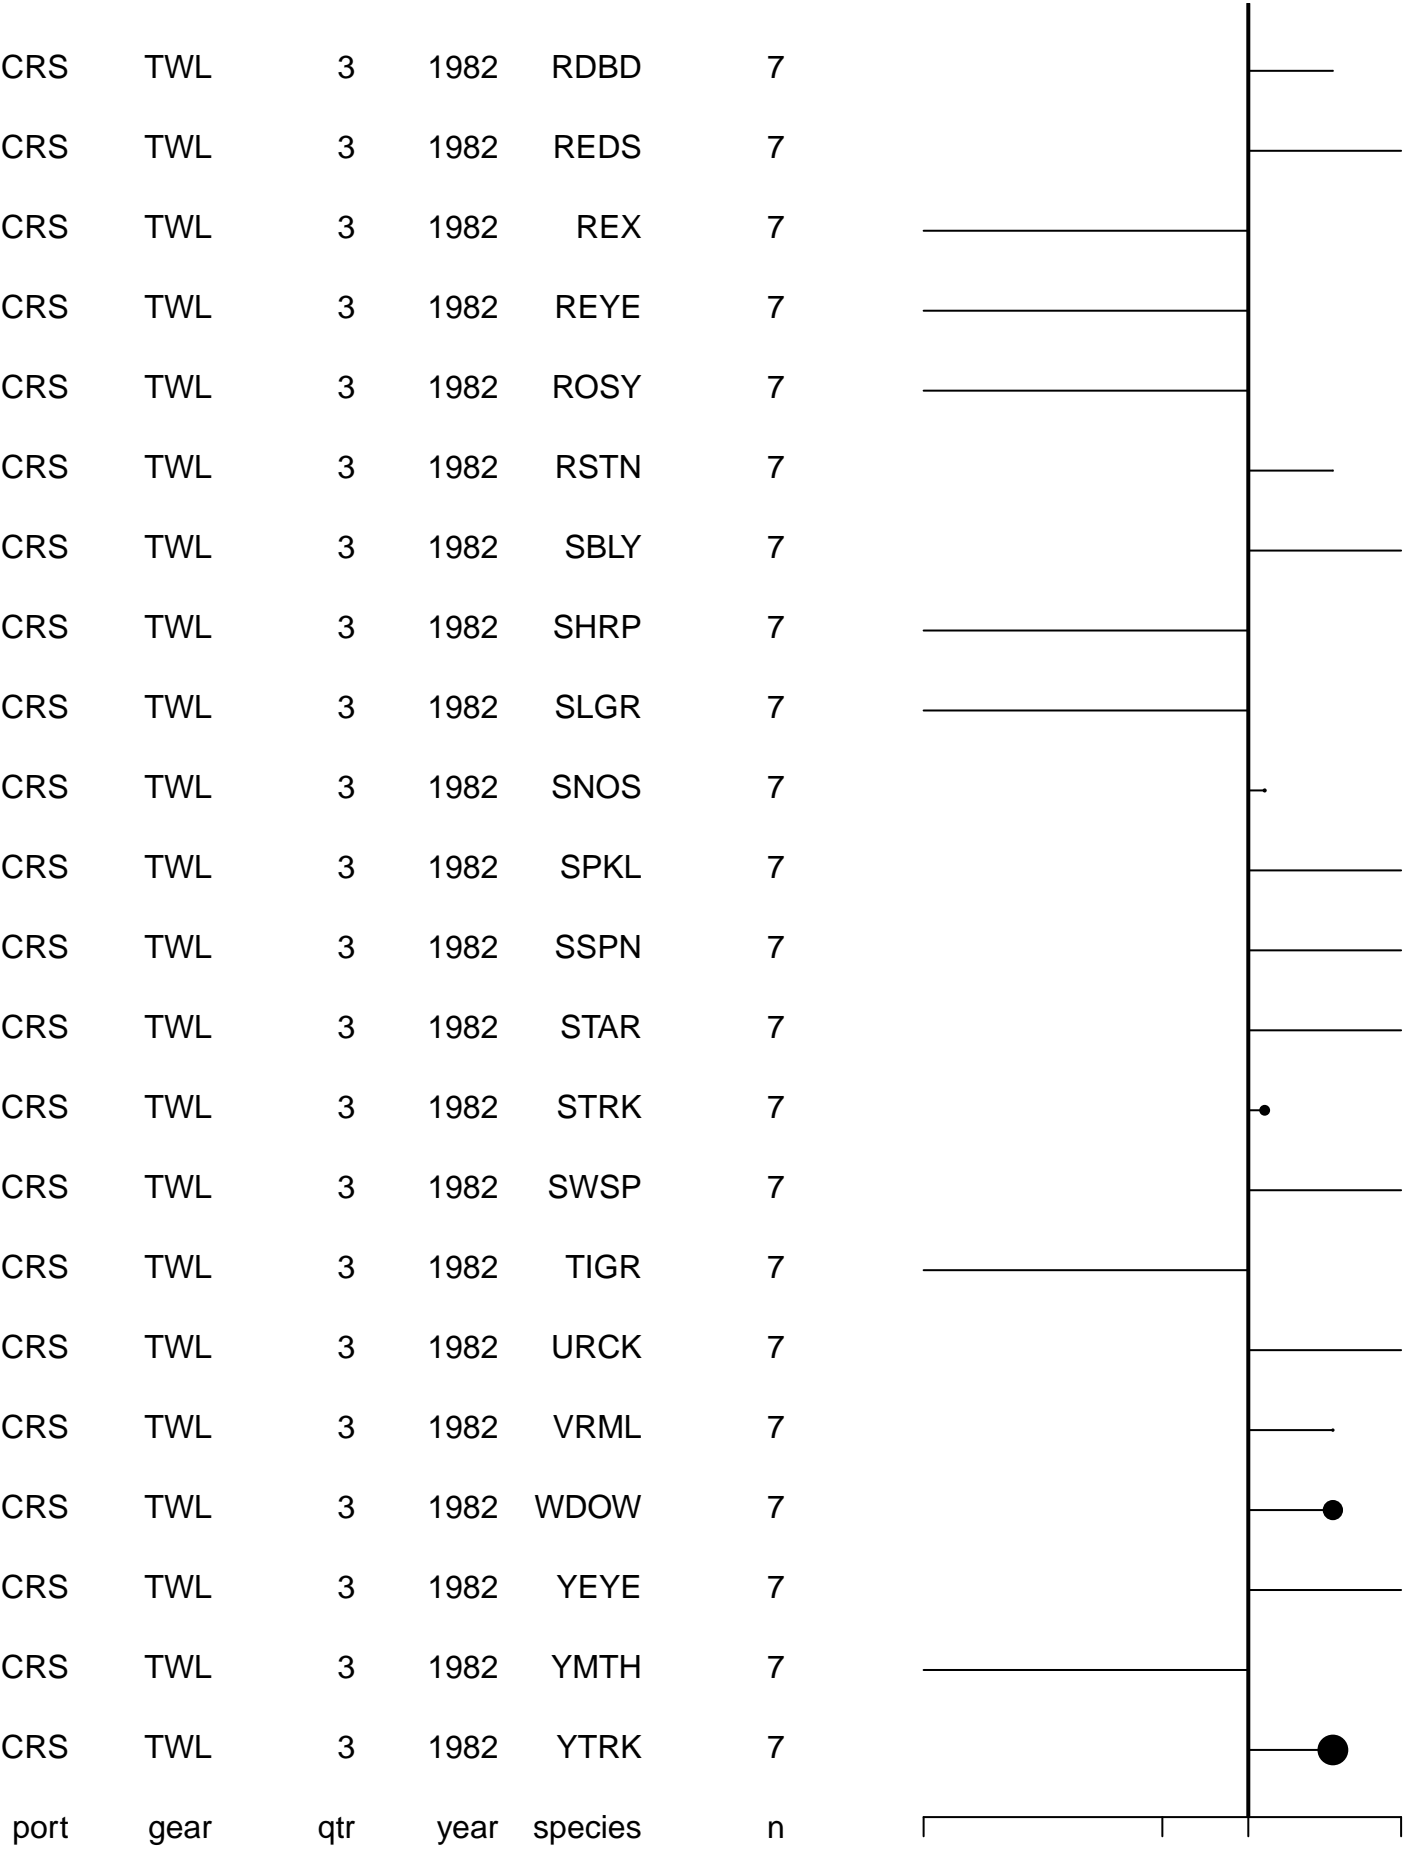 CRS TWL 3 1982 RDBD 7
CRS TWL 3 1982 REDS 7
CRS TWL 3 1982 REX 7
CRS TWL 3 1982 REYE 7
CRS TWL 3 1982 ROSY 7
CRS TWL 3 1982 RSTN 7
CRS TWL 3 1982 SBLY 7
CRS TWL 3 1982 SHRP 7
CRS TWL 3 1982 SLGR 7
CRS TWL 3 1982 SNOS 7
CRS TWL 3 1982 SPKL 7
CRS TWL 3 1982 SSPN 7
CRS TWL 3 1982 STAR 7
CRS TWL 3 1982 STRK 7
CRS TWL 3 1982 SWSP 7
CRS TWL 3 1982 TIGR 7
CRS TWL 3 1982 URCK 7
CRS TWL 3 1982 VRML 7
CRS TWL 3 1982 WDOW 7
CRS TWL 3 1982 YEYE 7
CRS TWL 3 1982 YMTH 7
CRS TWL 3 1982 YTRK 7
port gear qtr year species n